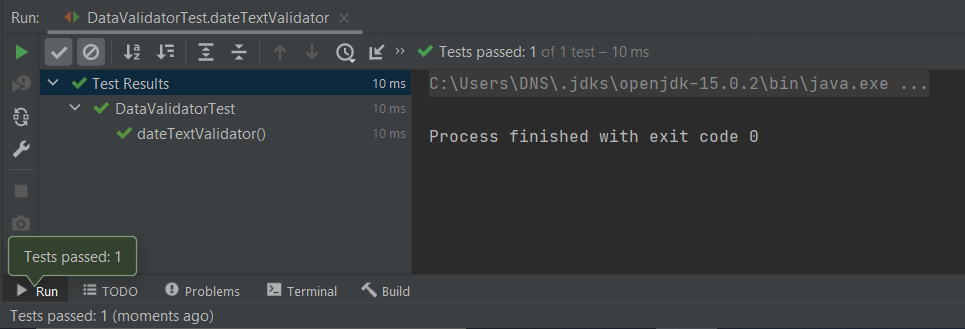 Run: DataValidatorTest.dateTextValidator
Tests passed: 1 of 1 test – 10 ms
Test Results 10 ms
DataValidatorTest 10 ms
dateTextValidator() 10 ms
C:\Users\DNS\.jdks\openjdk-15.0.2\bin\java.exe ...
Process finished with exit code 0
Tests passed: 1
Run TODO Problems Terminal Build
Tests passed: 1 (moments ago)